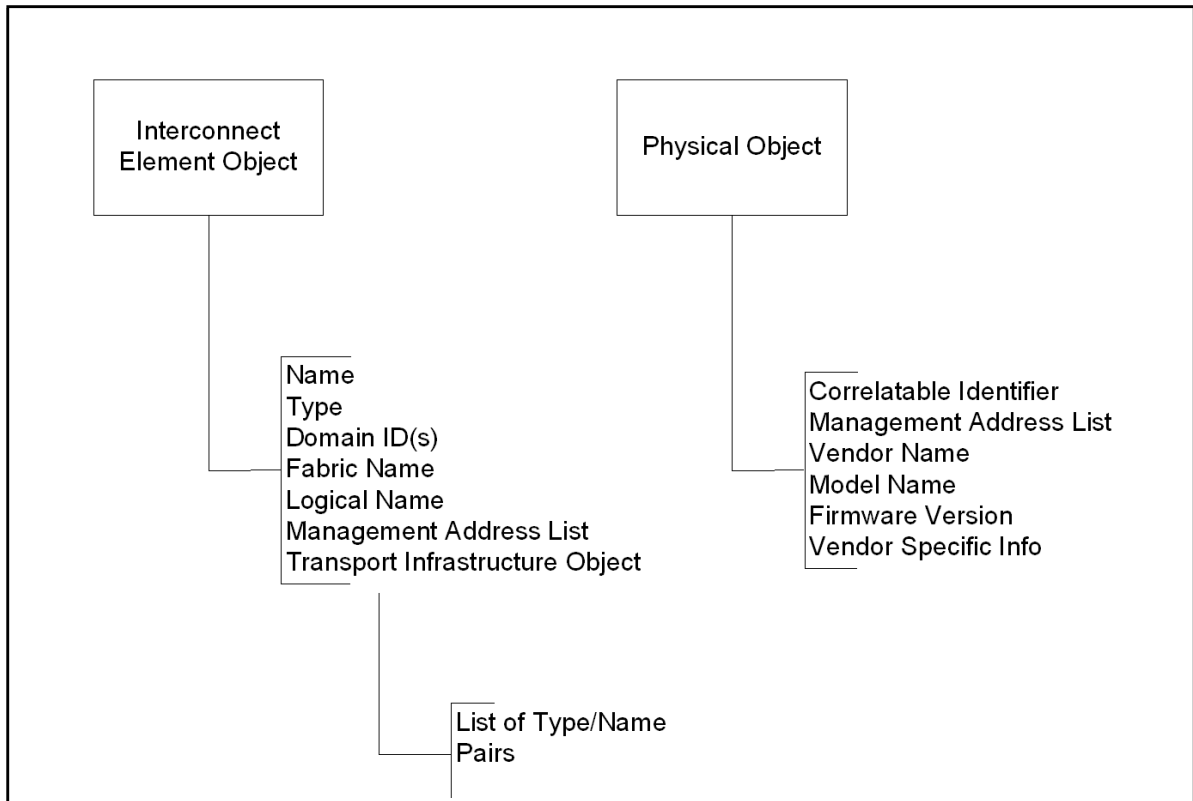 Interconnect
Element Object
Physical Object
Name
Type
Domain ID(s)
Fabric Name
Logical Name
Management Address List
Transport Infrastructure Object
Correlatable Identifier
Management Address List
Vendor Name
Model Name
Firmware Version
Vendor Specific Info
List of Type/Name
Pairs